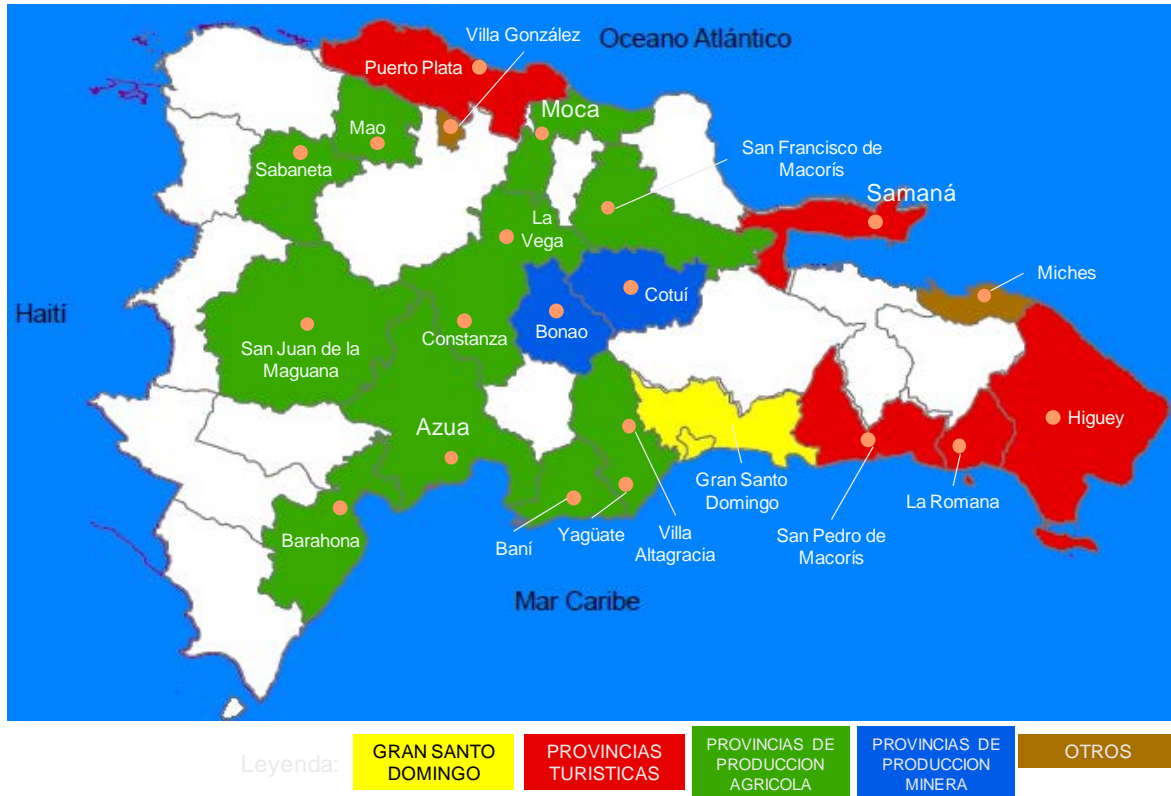 Villa González
Oceano Atlántico
Puerto Plata
Moca
Mao
Sabaneta
San Francisco de
Macorís
Samaná
La
Vega
Miches
Haití
Cotuí
Bonao
Constanza
San Juan de la
Maguana
Azua
Higuey
Gran Santo
Domingo
La Romana
Barahona
Baní
Yagüate
Villa
Altagracia
San Pedro de
Macorís
Mar Caribe
Leyenda:
GRAN SANTO
DOMINGO
PROVINCIAS
TURISTICAS
PROVINCIAS DE
PRODUCCION
AGRICOLA
PROVINCIAS DE
PRODUCCION
MINERA
OTROS